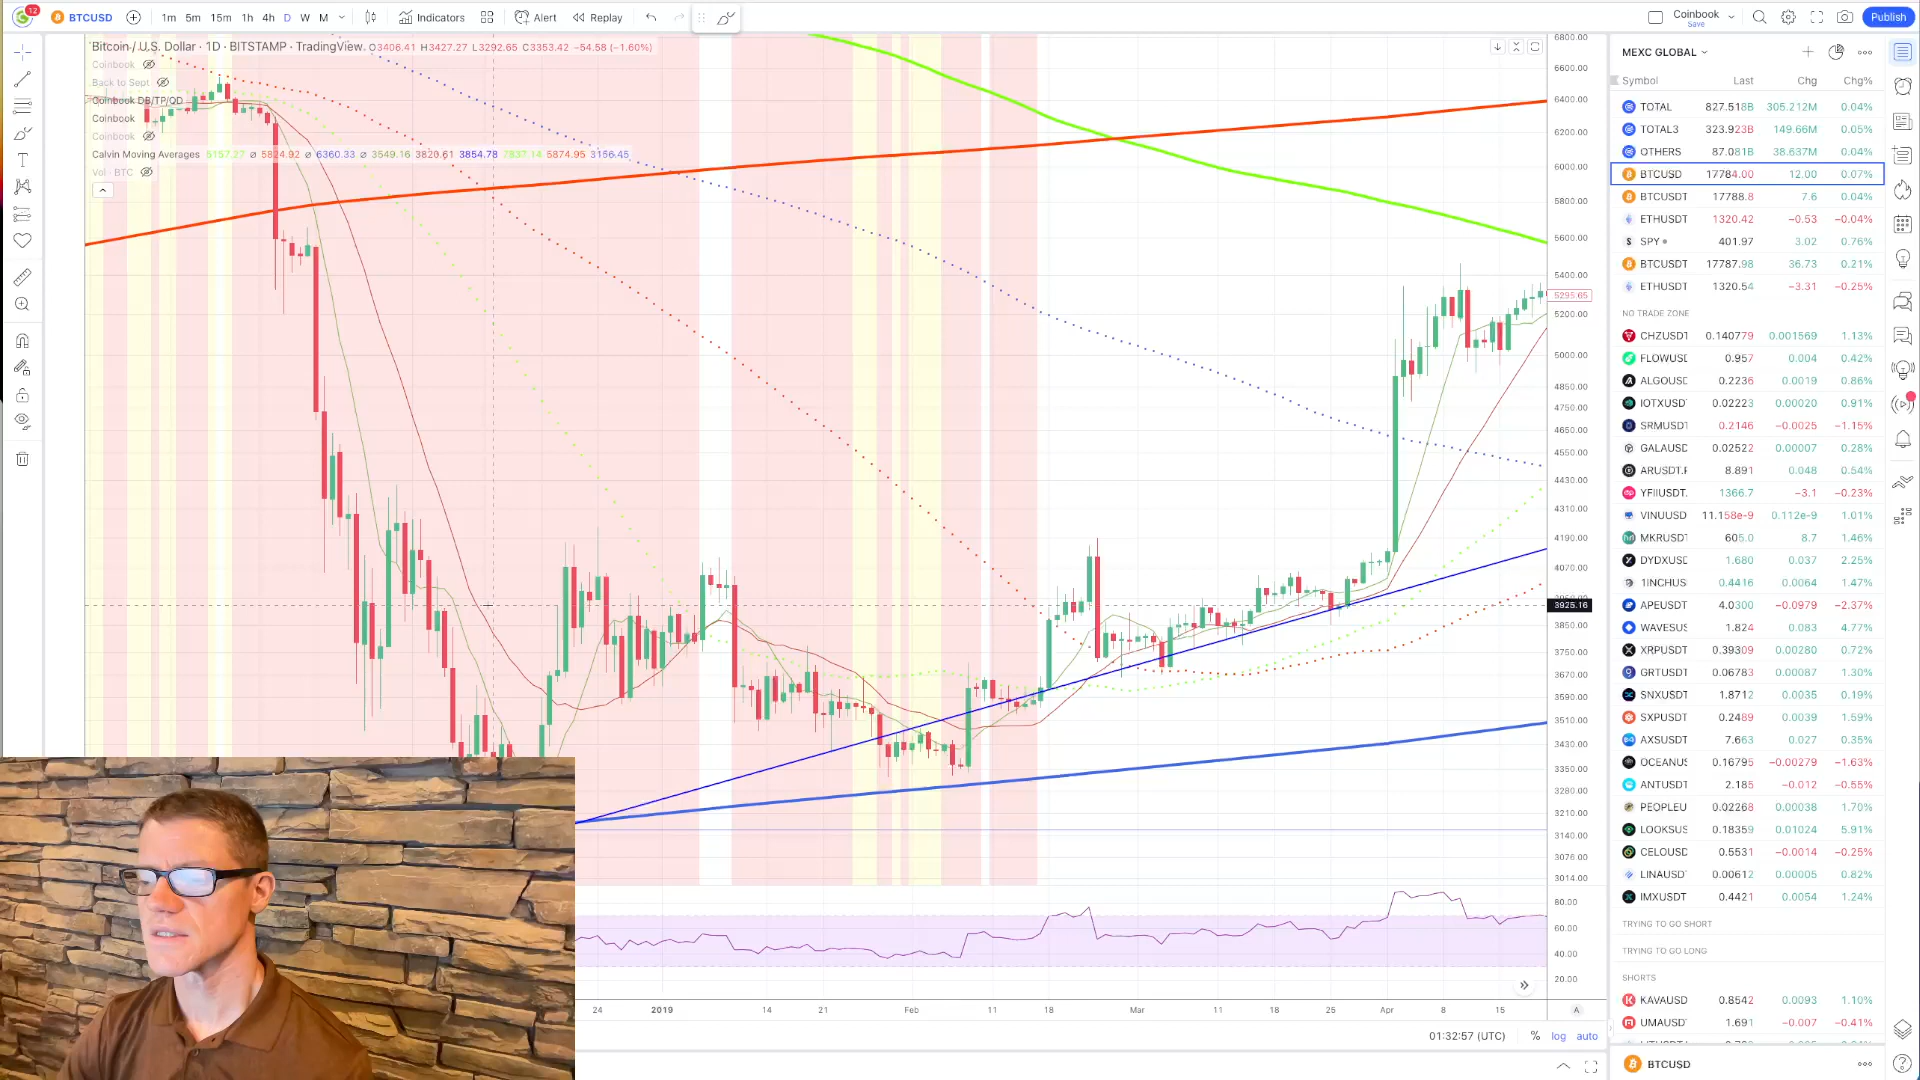 12
BTCUSD
1m 5m 15m 1h 4h D W M
Indicators
Alert
Replay
Coinbook
Save
Publish
Bitcoin / U.S. Dollar · 1D · BITSTAMP · TradingView. O3406.41 H3427.27 L3292.65 C3353.42 −54.58 (−1.60%)
Coinbook
Back to Sept
Coinbook DB/TP/QD
Coinbook
Coinbook
Calvin Moving Averages 5157.27 ∅ 5824.92 ∅ 6360.33 ∅ 3549.16 3820.61 3854.78 7837.14 5874.95 3156.45
Vol · BTC
6800.00
6600.00
6400.00
6200.00
6000.00
5800.00
5600.00
5400.00
5295.65
5200.00
5000.00
4850.00
4750.00
4650.00
4550.00
4430.00
4310.00
4190.00
4070.00
3925.16
3850.00
3750.00
3670.00
3590.00
3510.00
3430.00
3350.00
3280.00
3210.00
3140.00
3076.00
3014.00
80.00
60.00
40.00
20.00
24 2019 14 21 Feb 11 18 Mar 11 18 25 Apr 8 15 A
01:32:57 (UTC) % log auto
MEXC GLOBAL
Symbol Last Chg Chg%
TOTAL 827.518B 305.212M 0.04%
TOTAL3 323.923B 149.66M 0.05%
OTHERS 87.081B 38.637M 0.04%
BTCUSD 17784.00 12.00 0.07%
BTCUSDT 17788.8 7.6 0.04%
ETHUSDT 1320.42 −0.53 −0.04%
SPY 401.97 3.02 0.76%
BTCUSDT 17787.98 36.73 0.21%
ETHUSDT 1320.54 −3.31 −0.25%
NO TRADE ZONE
CHZUSDT 0.140779 0.001569 1.13%
FLOWUSD 0.957 0.004 0.42%
ALGOUSD 0.2236 0.0019 0.86%
IOTXUSD 0.02223 0.00020 0.91%
SRMUSDT 0.2146 −0.0025 −1.15%
GALAUSD 0.02522 0.00007 0.28%
ARUSDT.F 8.891 0.048 0.54%
YFIIUSDT. 1366.7 −3.1 −0.23%
VINUUSD 11.158e-9 0.112e-9 1.01%
MKRUSDT 605.0 8.7 1.46%
DYDXUSD 1.680 0.037 2.25%
1INCHUS 0.4416 0.0064 1.47%
APEUSDT 4.0300 −0.0979 −2.37%
WAVESUS 1.824 0.083 4.77%
XRPUSDT 0.39309 0.00280 0.72%
GRTUSDT 0.06783 0.00087 1.30%
SNXUSDT 1.8712 0.0035 0.19%
SXPUSDT 0.2489 0.0039 1.59%
AXSUSDT 7.663 0.027 0.35%
OCEANUS 0.16795 −0.00279 −1.63%
ANTUSDT 2.185 −0.012 −0.55%
PEOPLEU 0.02268 0.00038 1.70%
LOOKSUS 0.18359 0.01024 5.91%
CELOUSD 0.5531 −0.0014 −0.25%
LINAUSD 0.00612 0.00005 0.82%
IMXUSDT 0.4421 0.0054 1.24%
TRYING TO GO SHORT
TRYING TO GO LONG
SHORTS
KAVAUSD 0.8542 0.0093 1.10%
UMAUSD 1.691 −0.007 −0.41%
BTCUSD